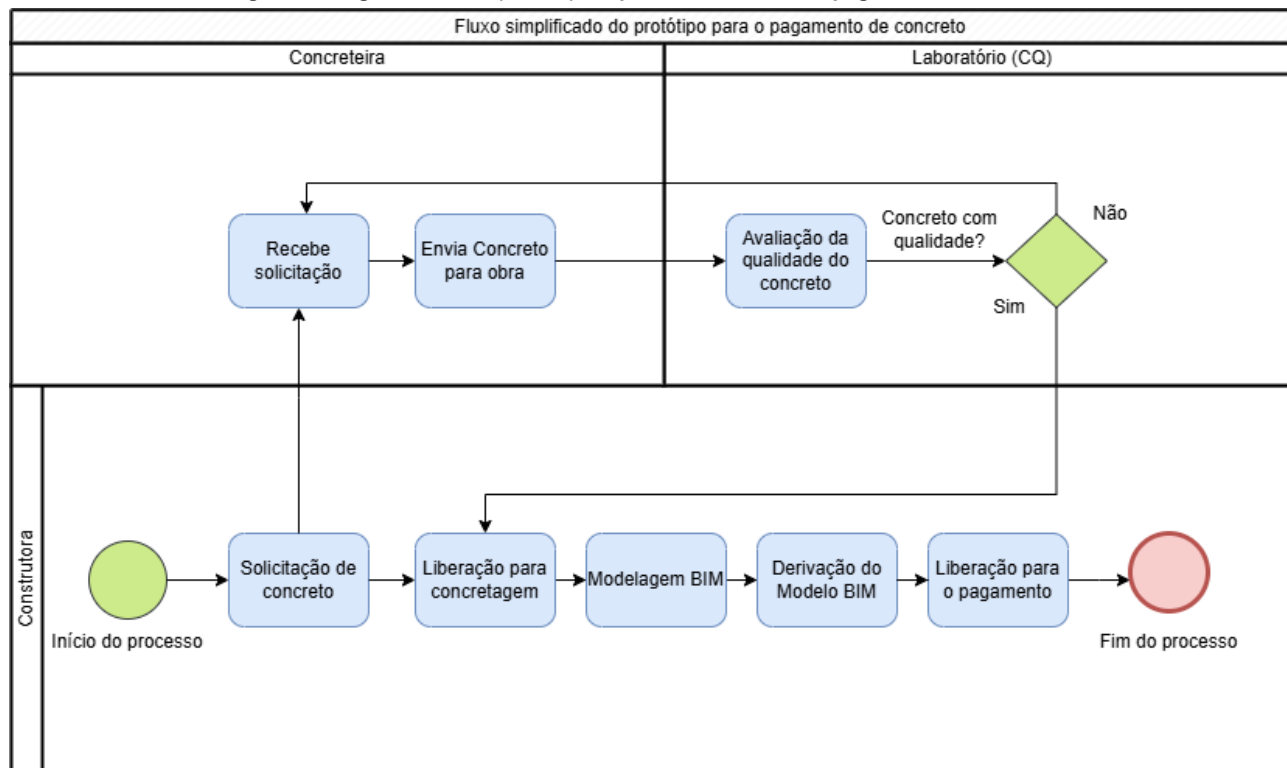 Fluxo simplificado do protótipo para o pagamento de concreto
Concreteira
Laboratório (CQ)
Recebe
solicitação
Envia Concreto
para obra
Avaliação da
qualidade do
concreto
Concreto com
qualidade?
Não
Sim
Construtora
Início do processo
Solicitação de
concreto
Liberação para
concretagem
Modelagem BIM
Derivação do
Modelo BIM
Liberação para
o pagamento
Fim do processo